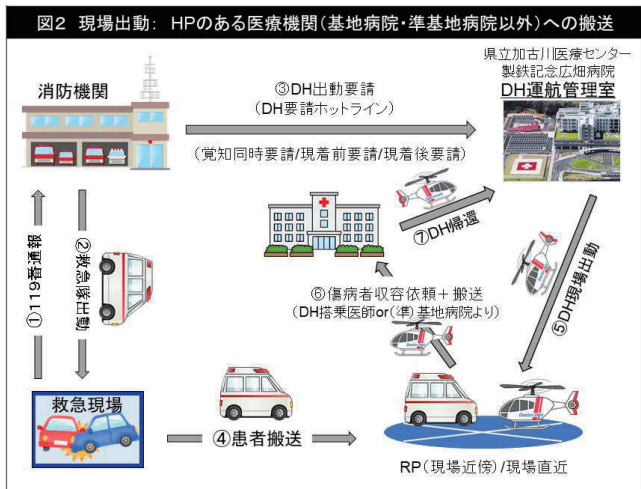 図2 現場出動: HPのある医療機関(基地病院・準基地病院以外)への搬送
消防機関
③DH出動要請
(DH要請ホットライン)
(覚知同時要請/現着前要請/現着後要請)
県立加古川医療センター
製鉄記念広畑病院
DH運航管理室
①119番通報
②救急隊出動
⑦DH帰還
⑤DH現場出動
⑥傷病者収容依頼+搬送
(DH搭乗医師or(準)基地病院より)
救急現場
④患者搬送
RP(現場近傍)/現場直近